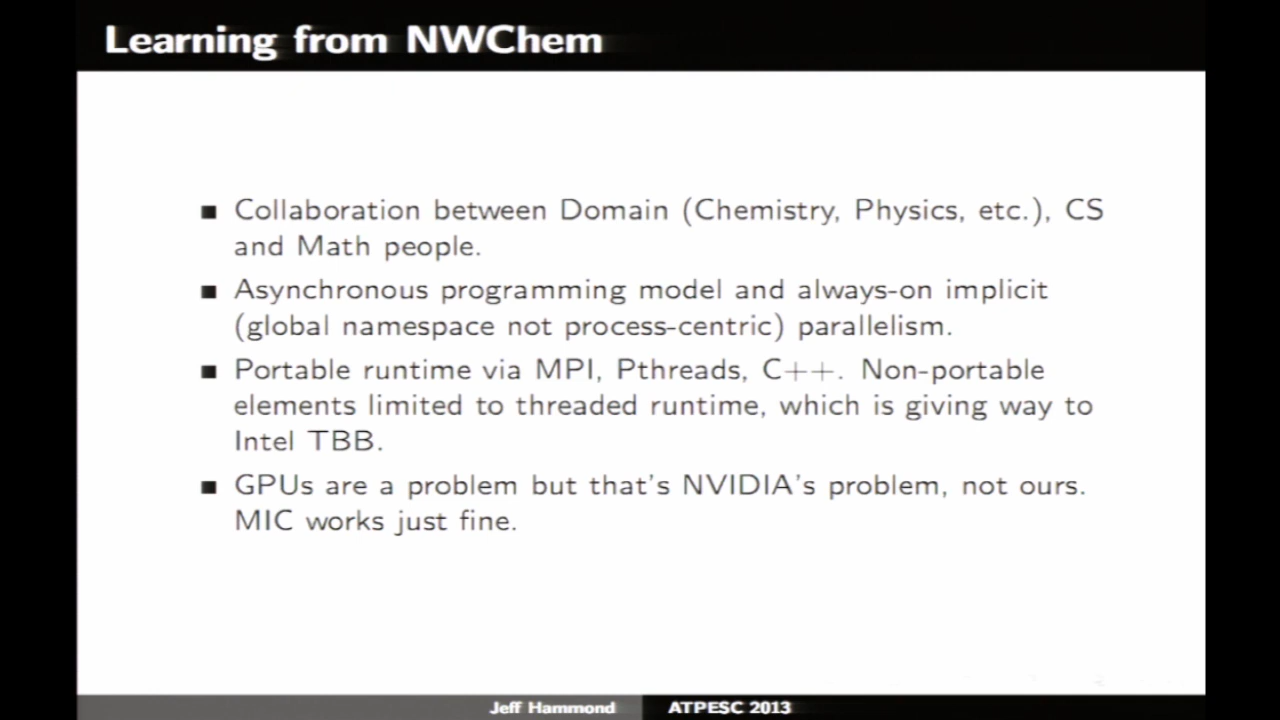 Learning from NWChem
Collaboration between Domain (Chemistry, Physics, etc.), CS
and Math people.
Asynchronous programming model and always-on implicit
(global namespace not process-centric) parallelism.
Portable runtime via MPI, Pthreads, C++. Non-portable
elements limited to threaded runtime, which is giving way to
Intel TBB.
GPUs are a problem but that's NVIDIA's problem, not ours.
MIC works just fine.
Jeff Hammond
ATPESC 2013